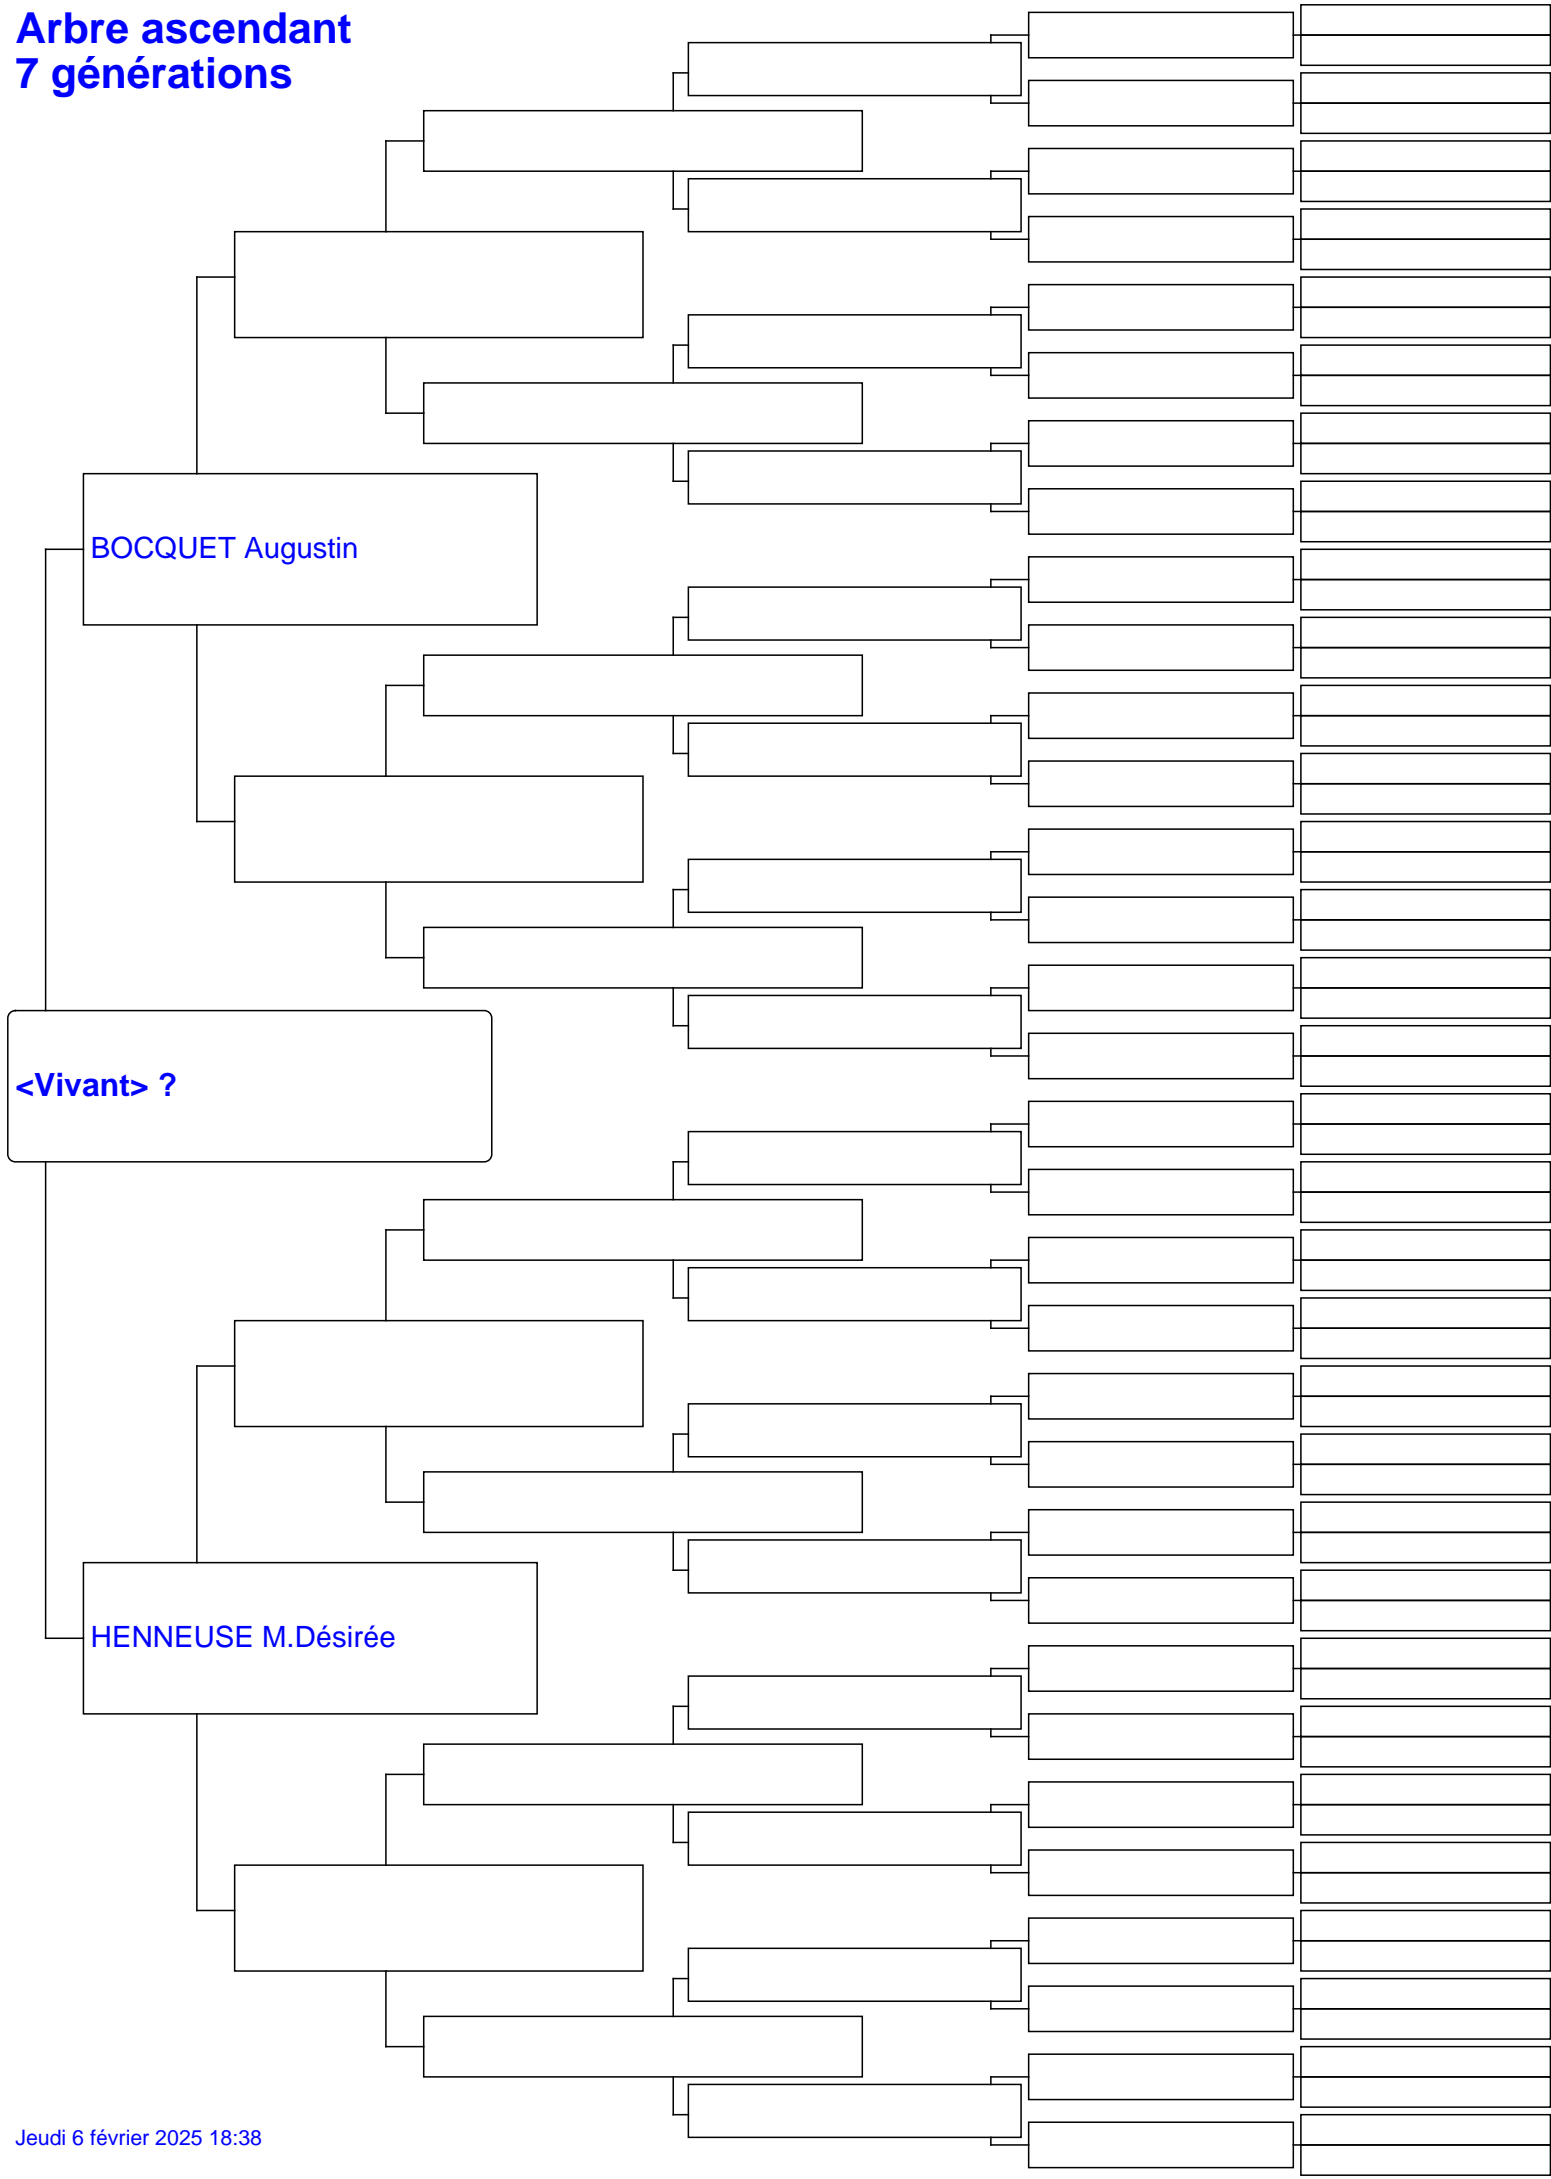 Arbre ascendant
7 générations
BOCQUET Augustin
<Vivant> ?
HENNEUSE M.Désirée
Jeudi 6 février 2025 18:38